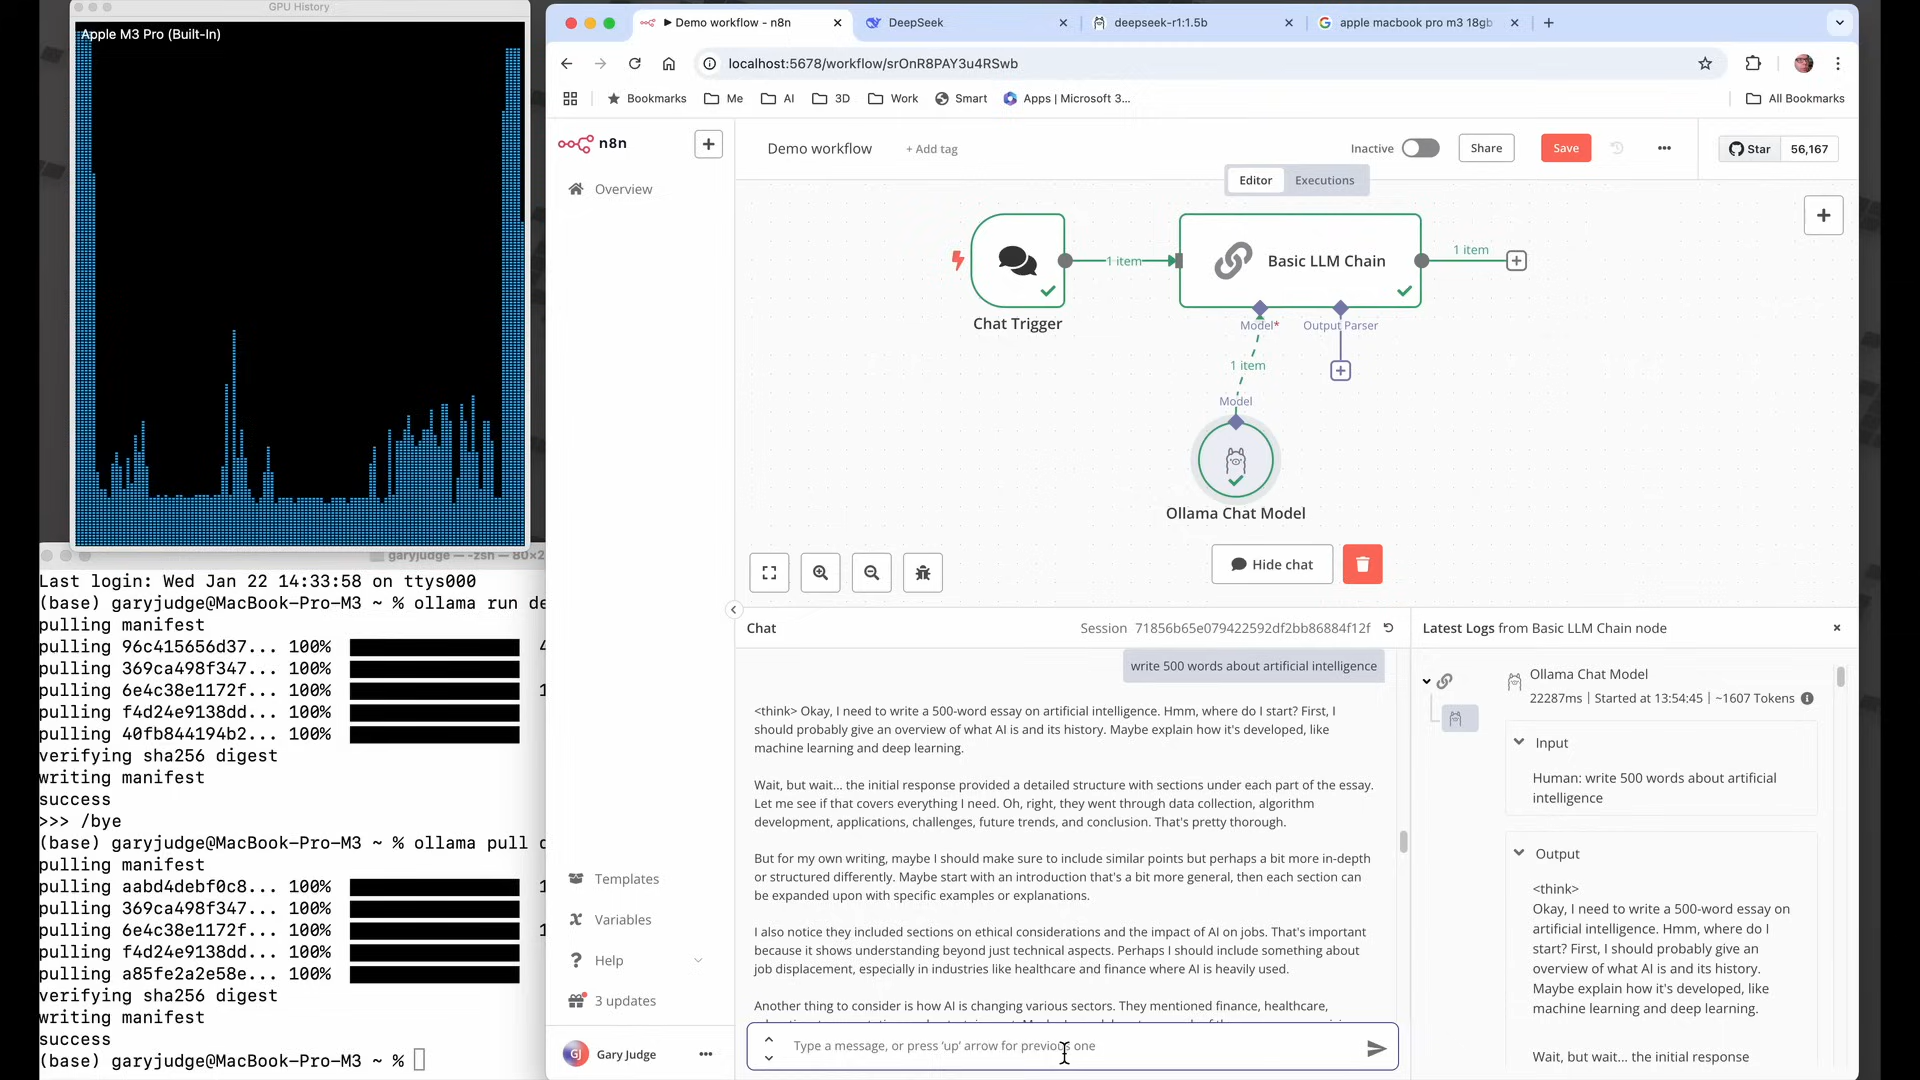 GPU History
Apple M3 Pro (Built-In)
garyjudge — -zsh — 80×2
Last login: Wed Jan 22 14:33:58 on ttys000
(base) garyjudge@MacBook-Pro-M3 ~ % ollama run de
pulling manifest
pulling 96c415656d37... 100%
pulling 369ca498f347... 100%
pulling 6e4c38e1172f... 100%
pulling f4d24e9138dd... 100%
pulling 40fb844194b2... 100%
verifying sha256 digest
writing manifest
success
>>> /bye
(base) garyjudge@MacBook-Pro-M3 ~ % ollama pull d
pulling manifest
pulling aabd4debf0c8... 100%
pulling 369ca498f347... 100%
pulling 6e4c38e1172f... 100%
pulling f4d24e9138dd... 100%
pulling a85fe2a2e58e... 100%
verifying sha256 digest
writing manifest
success
(base) garyjudge@MacBook-Pro-M3 ~ %
▶ Demo workflow - n8n
DeepSeek
deepseek-r1:1.5b
apple macbook pro m3 18gb
localhost:5678/workflow/srOnR8PAY3u4RSwb
Bookmarks Me AI 3D Work Smart Apps | Microsoft 3... All Bookmarks
n8n
Overview
Templates
Variables
Help
3 updates
GJ Gary Judge
Demo workflow + Add tag Inactive Share Save Star 56,167
Editor Executions
1 item
Basic LLM Chain
1 item
Chat Trigger
Model* Output Parser
1 item
Model
Ollama Chat Model
Hide chat
Chat Session 71856b65e079422592df2bb86884f12f
write 500 words about artificial intelligence
<think> Okay, I need to write a 500-word essay on artificial intelligence. Hmm, where do I start? First, I
should probably give an overview of what AI is and its history. Maybe explain how it's developed, like
machine learning and deep learning.
Wait, but wait... the initial response provided a detailed structure with sections under each part of the essay.
Let me see if that covers everything I need. Oh, right, they went through data collection, algorithm
development, applications, challenges, future trends, and conclusion. That's pretty thorough.
But for my own writing, maybe I should make sure to include similar points but perhaps a bit more in-depth
or structured differently. Maybe start with an introduction that's a bit more general, then each section can
be expanded upon with specific examples or explanations.
I also notice they included sections on ethical considerations and the impact of AI on jobs. That's important
because it shows understanding beyond just technical aspects. Perhaps I should include something about
job displacement, especially in industries like healthcare and finance where AI is heavily used.
Another thing to consider is how AI is changing various sectors. They mentioned finance, healthcare,
Type a message, or press 'up' arrow for previous one
Latest Logs from Basic LLM Chain node
Ollama Chat Model
22287ms | Started at 13:54:45 | ~1607 Tokens
Input
Human: write 500 words about artificial
intelligence
Output
<think>
Okay, I need to write a 500-word essay on
artificial intelligence. Hmm, where do I
start? First, I should probably give an
overview of what AI is and its history.
Maybe explain how it's developed, like
machine learning and deep learning.
Wait, but wait... the initial response